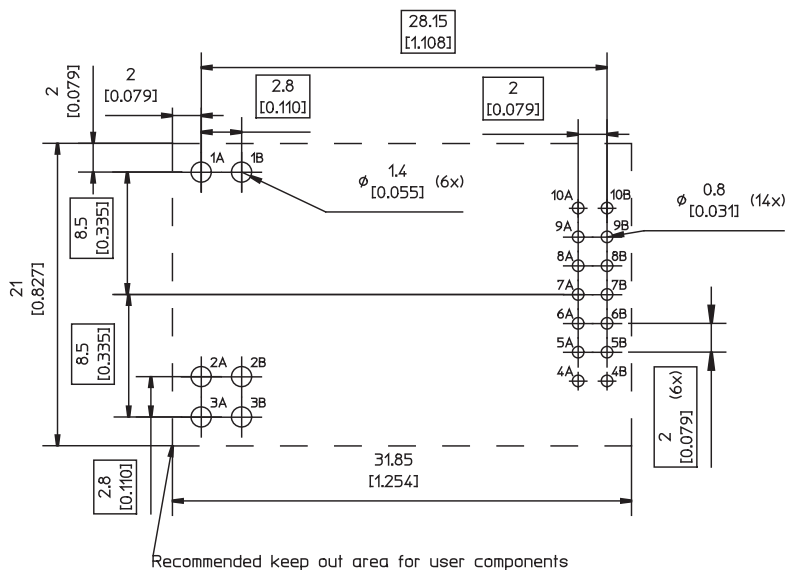 28.15
[1.108]
2
[0.079]
2
[0.079]
2.8
[0.110]
2
[0.079]
1A
1B
ø 1.4 (6x)
[0.055]
10A
10B
ø 0.8 (14x)
[0.031]
9A
9B
8.5
[0.335]
8A
8B
7A
7B
21
[0.827]
6A
6B
8.5
[0.335]
5A
5B
2A
2B
4A
4B
3A
3B
2 (6x)
[0.079]
31.85
[1.254]
2.8
[0.110]
Recommended keep out area for user components